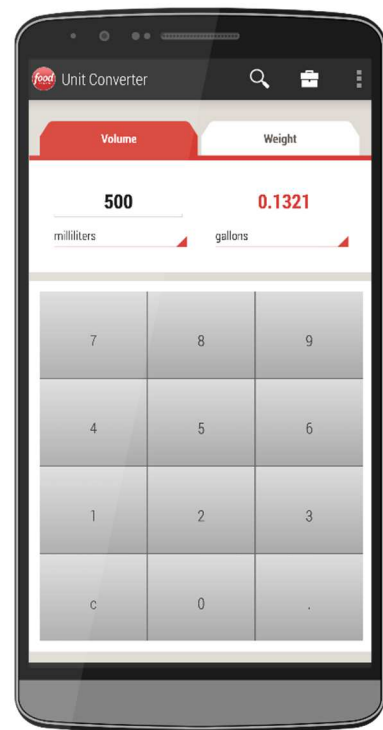 food Unit Converter
Volume Weight
500 0.1321
milliliters gallons
7 8 9
4 5 6
1 2 3
c 0 .